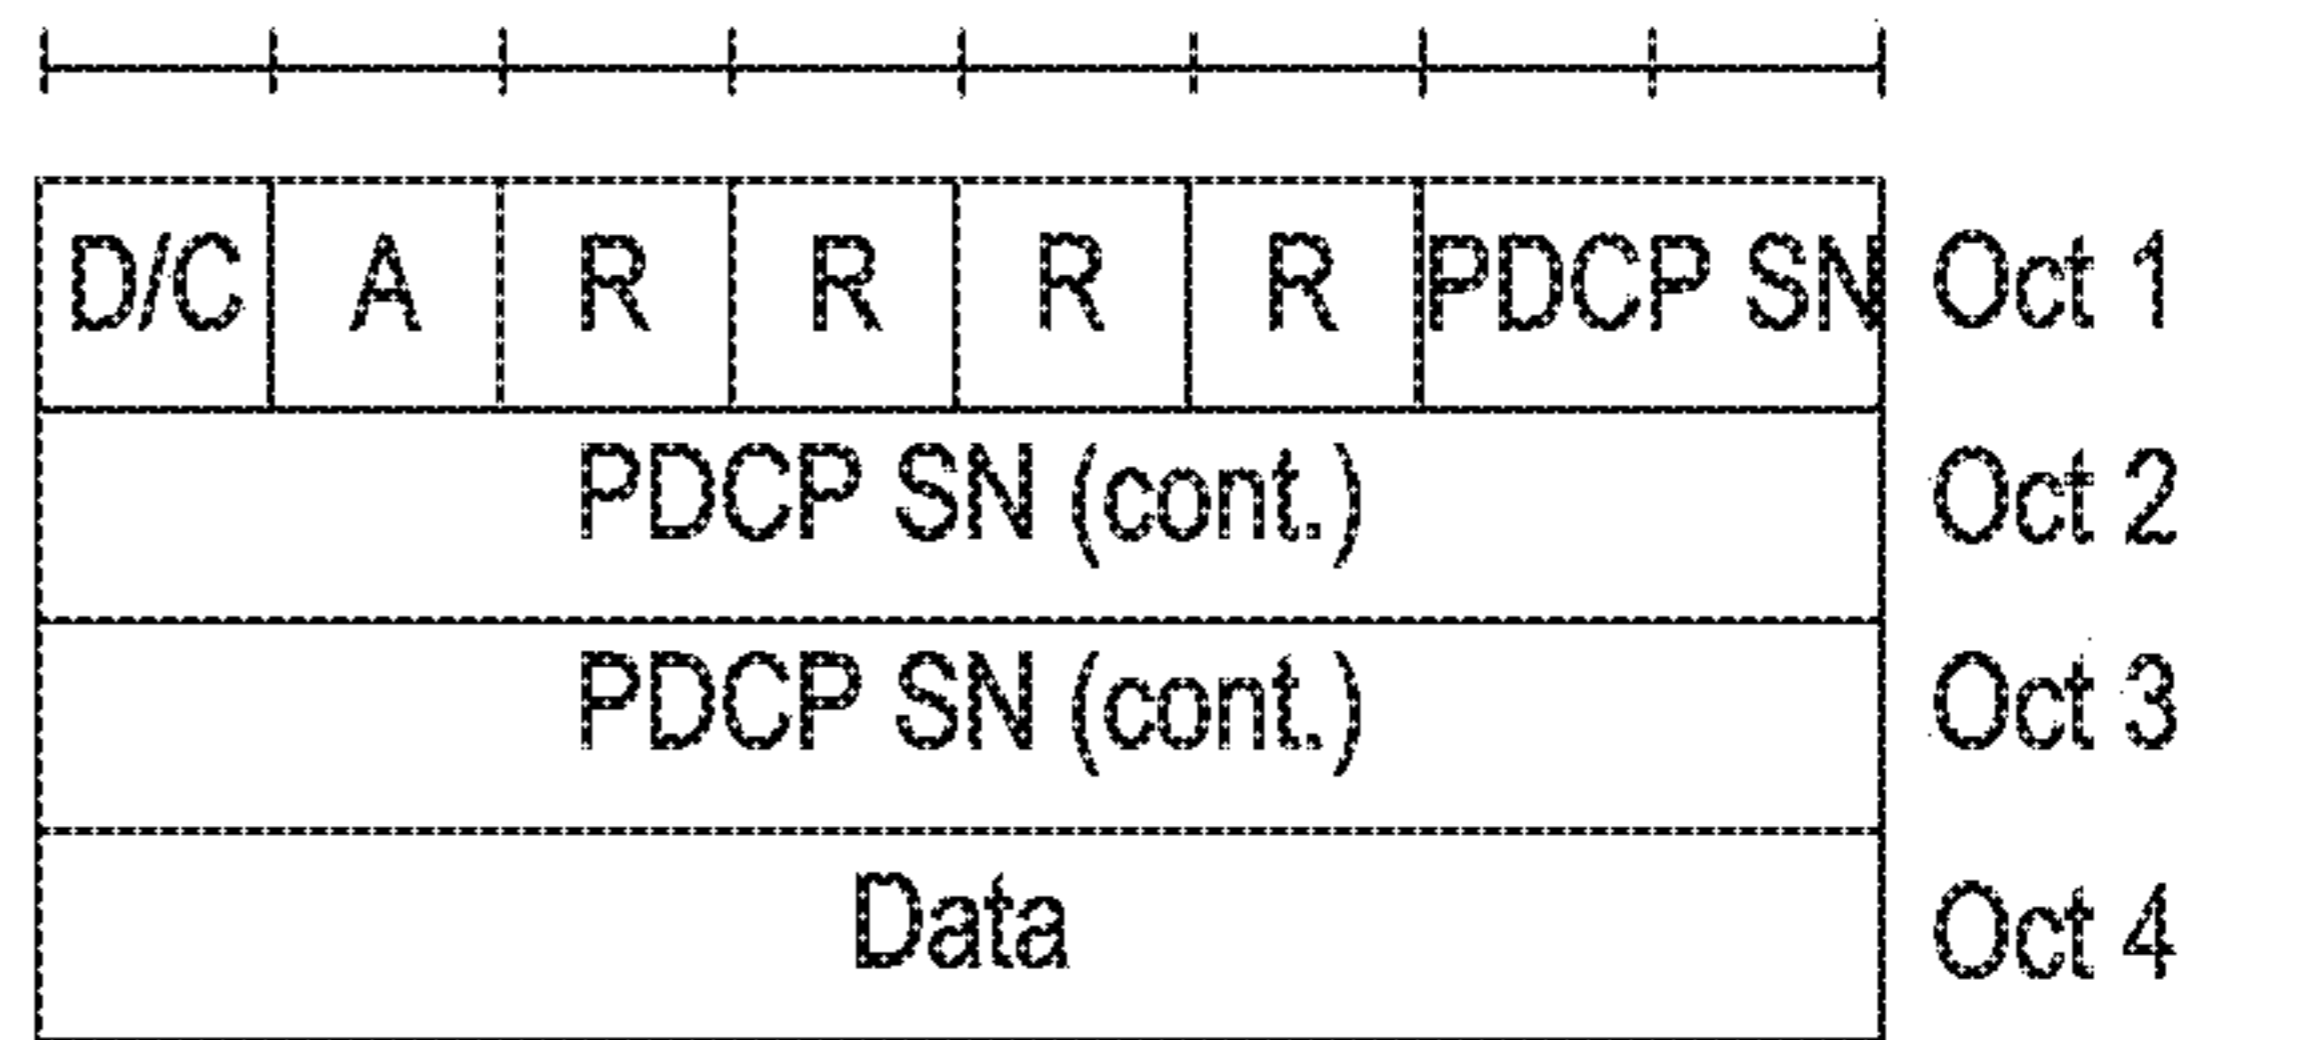 D/C A R R R R PDCP SN Oct 1
PDCP SN (cont.) Oct 2
PDCP SN (cont.) Oct 3
Data Oct 4